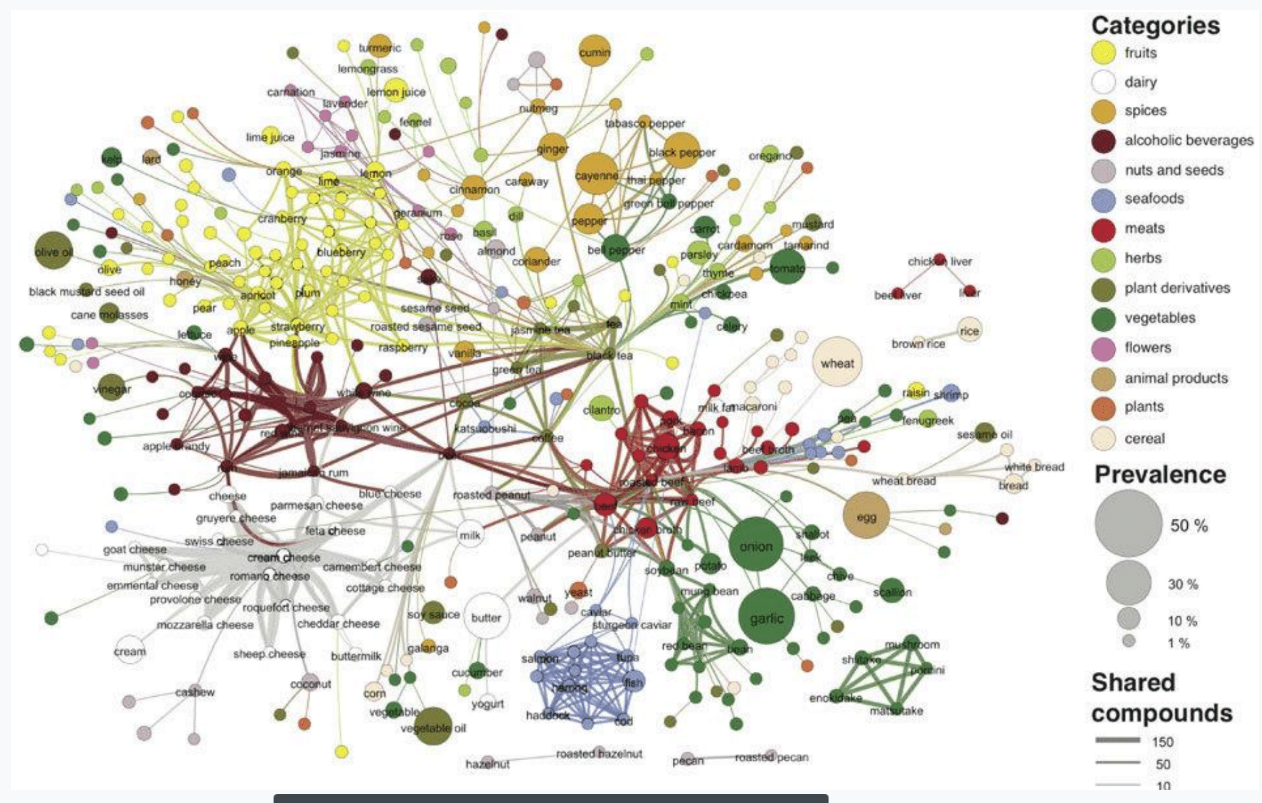 turmeric
cumin
lemongrass
carnation
lemon juice
lavender
nutmeg
fennel
tabasco pepper
lime juice
ginger
black pepper
jasmine
kelp
lard
oregano
orange
lime
lemon
cinnamon
caraway
cayenne
thai pepper
green bell pepper
cranberry
geranium
dill
pepper
carrot
mustard
rose
basil
olive oil
blueberry
almond
bell pepper
cardamom
tamarind
parsley
peach
coriander
olive
thyme
tomato
chicken liver
honey
black mustard seed oil
apricot
plum
chickpea
beef liver
liver
pear
sesame seed
mint
cane molasses
lettuce
apple
strawberry
roasted sesame seed
jasmine tea
tea
celery
rice
pineapple
raspberry
vanilla
black tea
brown rice
green tea
wheat
vinegar
white wine
cocoa
cilantro
milk fat
macaroni
raisin
shrimp
pork
pea
fenugreek
katsuobushi
bacon
sesame oil
coffee
apple brandy
chicken
beef broth
rum
jamaican rum
lamb
white bread
roasted beef
wheat bread
bread
cheese
blue cheese
roasted peanut
parmesan cheese
beef
raw beef
gruyere cheese
egg
feta cheese
swiss cheese
milk
peanut
chicken broth
onion
shallot
goat cheese
cream cheese
peanut butter
leek
munster cheese
camembert cheese
soybean
potato
romano cheese
chive
emmental cheese
cottage cheese
mung bean
provolone cheese
walnut
yeast
cabbage
scallion
roquefort cheese
soy sauce
butter
caviar
garlic
mozzarella cheese
cheddar cheese
sturgeon caviar
cream
sheep cheese
buttermilk
galanga
red bean
bean
mushroom
salmon
tuna
shiitake
porcini
cucumber
coconut
corn
herring
fish
cashew
yogurt
enokidake
vegetable
haddock
cod
matsutake
vegetable oil
hazelnut
roasted hazelnut
pecan
roasted pecan
Categories
fruits
dairy
spices
alcoholic beverages
nuts and seeds
seafoods
meats
herbs
plant derivatives
vegetables
flowers
animal products
plants
cereal
Prevalence
50 %
30 %
10 %
1 %
Shared
compounds
150
50
10